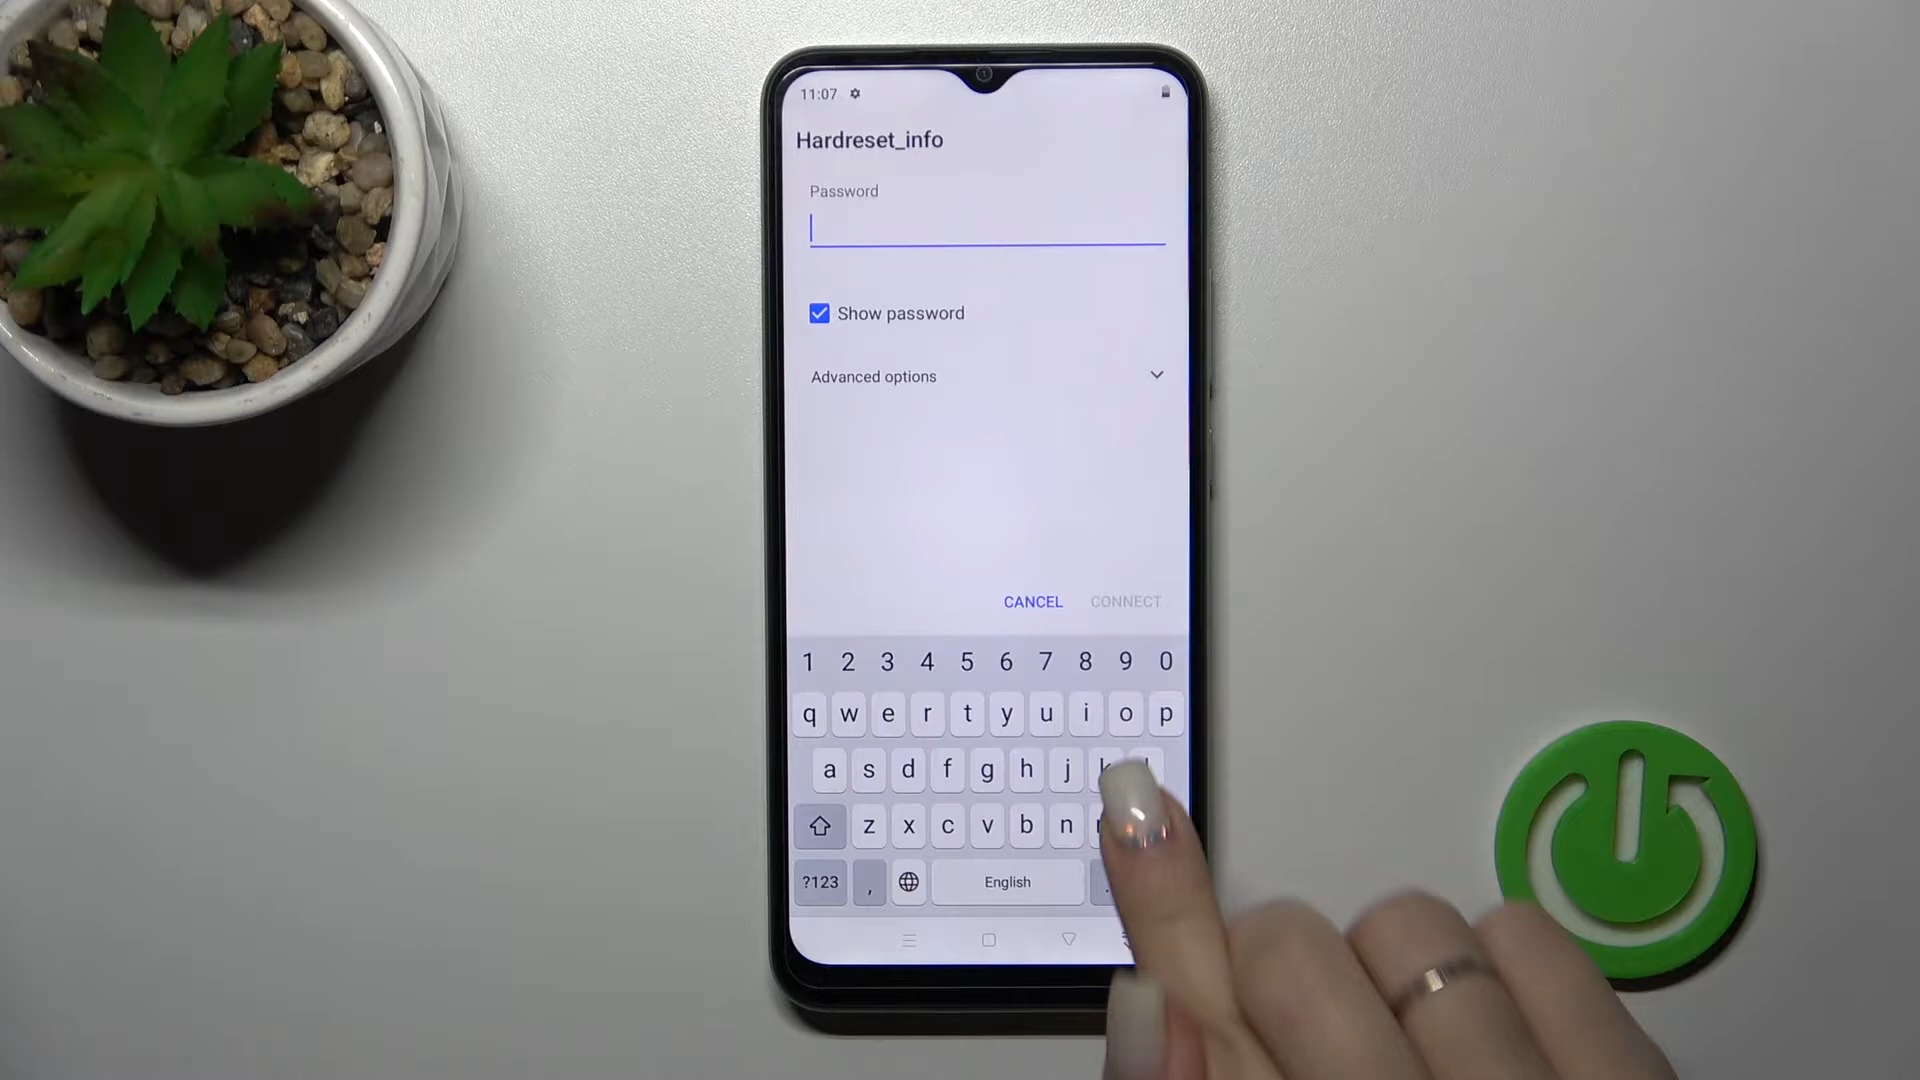 11:07
Hardreset_info
Password
Show password
Advanced options
CANCEL CONNECT
1 2 3 4 5 6 7 8 9 0
q w e r t y u i o p
a s d f g h j k
z x c v b n
?123 , English .